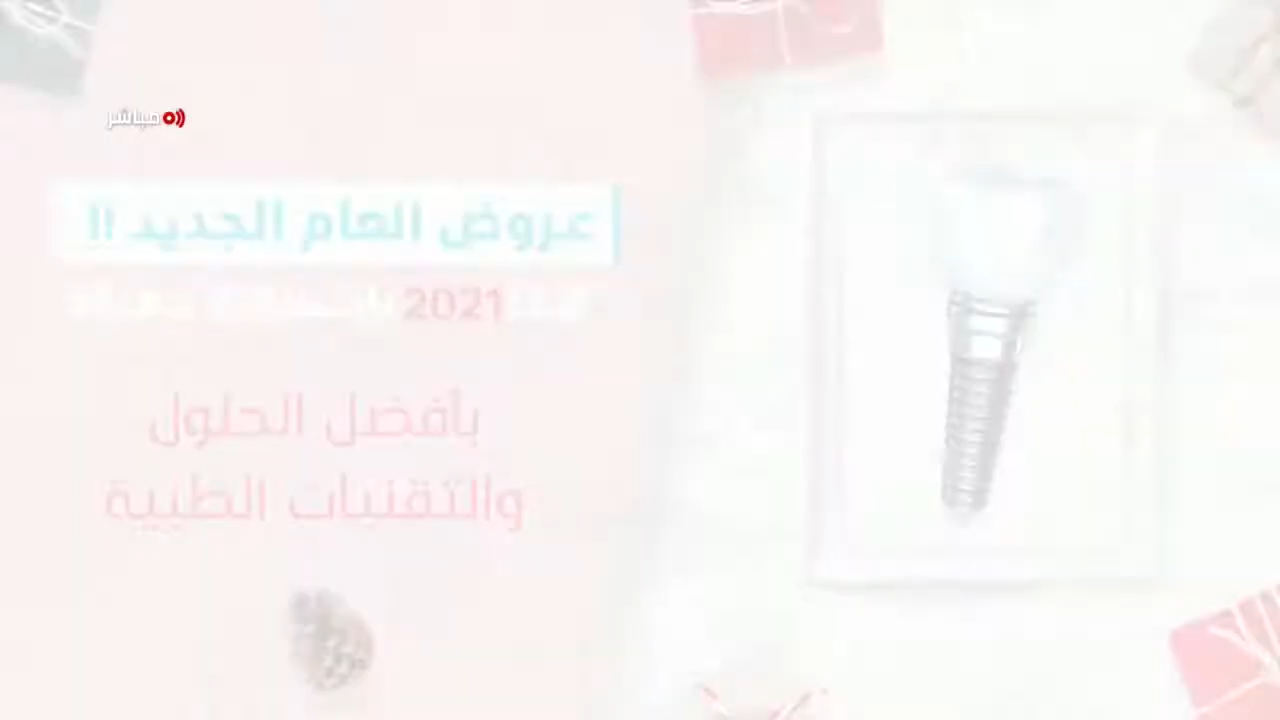 مباشر
عروض العام الجديد !!
2021
بأفضل الحلول
والتقنيات الطبية